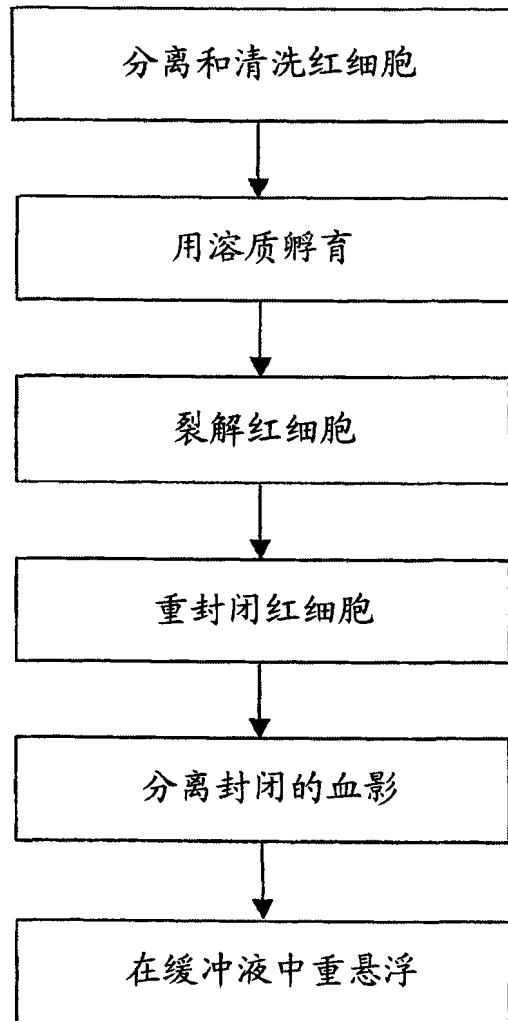 分离和清洗红细胞
用溶质孵育
裂解红细胞
重封闭红细胞
分离封闭的血影
在缓冲液中重悬浮